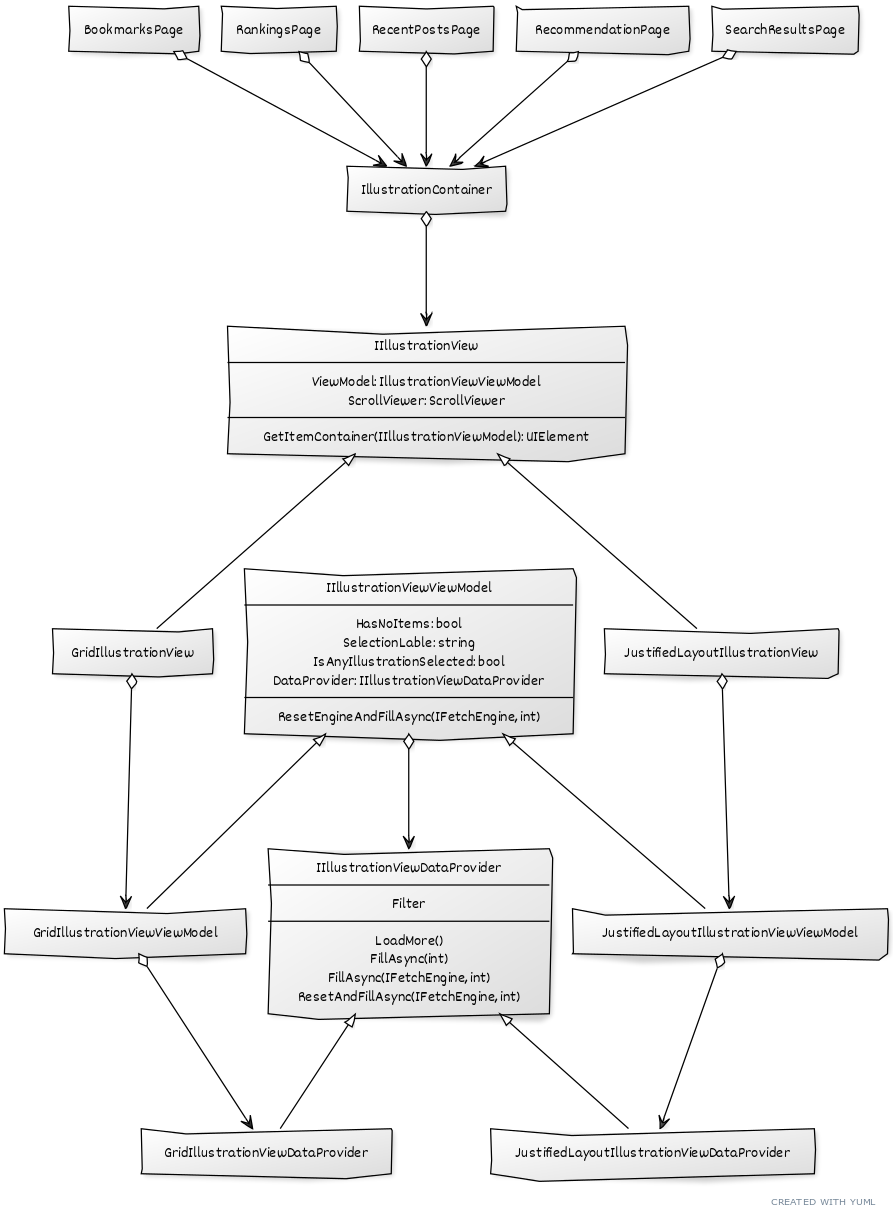 BookmarksPage
RankingsPage
RecentPostsPage
RecommendationPage
SearchResultsPage
IllustrationContainer
IIllustrationView
ViewModel: IllustrationViewViewModel
ScrollViewer: ScrollViewer
GetItemContainer(IIllustrationViewModel): UIElement
IIllustrationViewViewModel
HasNoItems: bool
SelectionLable: string
IsAnyIllustrationSelected: bool
DataProvider: IIllustrationViewDataProvider
ResetEngineAndFillAsync(IFetchEngine, int)
GridIllustrationView
JustifiedLayoutIllustrationView
IIllustrationViewDataProvider
Filter
LoadMore()
FillAsync(int)
FillAsync(IFetchEngine, int)
ResetAndFillAsync(IFetchEngine, int)
GridIllustrationViewViewModel
JustifiedLayoutIllustrationViewViewModel
GridIllustrationViewDataProvider
JustifiedLayoutIllustrationViewDataProvider
CREATED WITH YUML